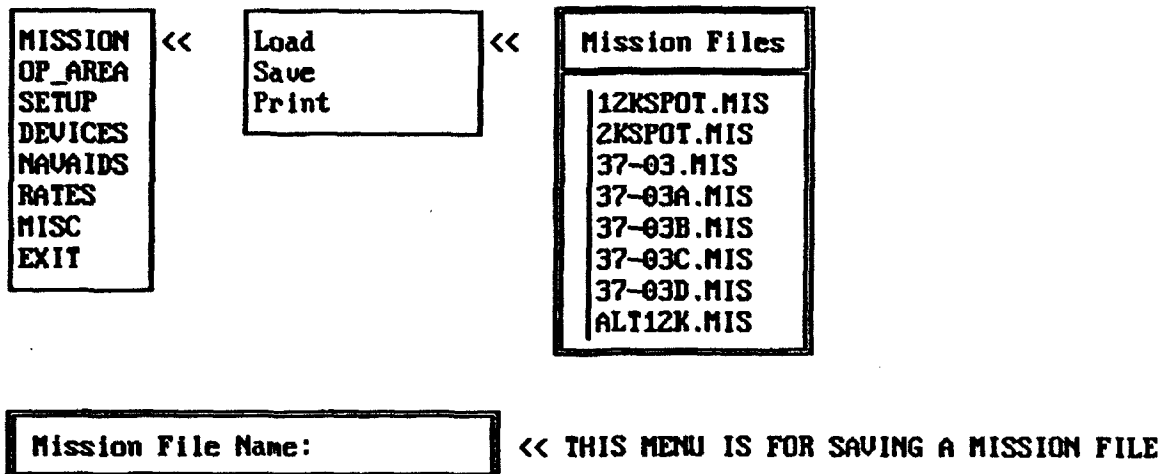 MISSION <<
OP_AREA
SETUP
DEVICES
NAVAIDS
RATES
MISC
EXIT
Load <<
Save
Print
Mission Files
12KSPOT.MIS
2KSPOT.MIS
37-03.MIS
37-03A.MIS
37-03B.MIS
37-03C.MIS
37-03D.MIS
ALT12K.MIS
Mission File Name: << THIS MENU IS FOR SAVING A MISSION FILE